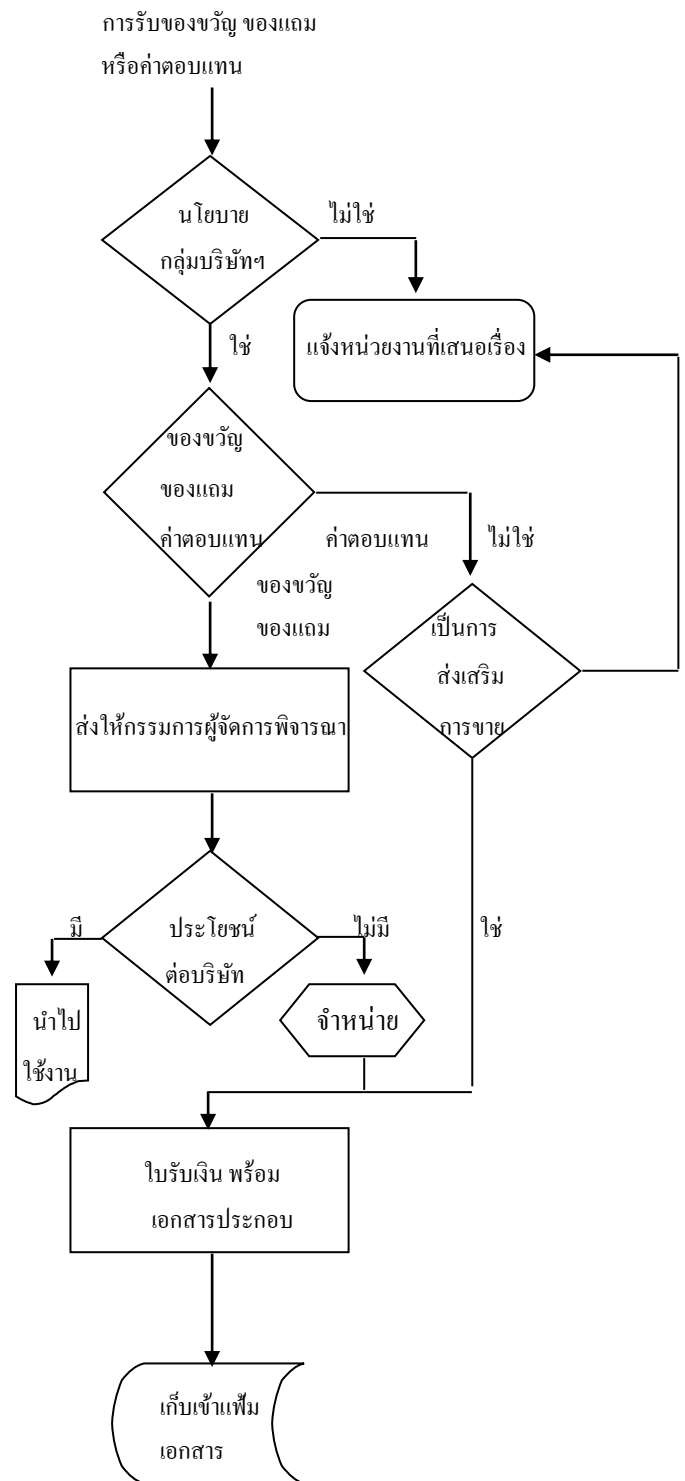 การรับของขวัญ ของแถม
หรือค่าตอบแทน
นโยบาย
กลุ่มบริษัทฯ
ไม่ใช่
ใช่
แจ้งหน่วยงานที่เสนอเรื่อง
ของขวัญ
ของแถม
ค่าตอบแทน
ค่าตอบแทน
ไม่ใช่
ของขวัญ
ของแถม
เป็นการ
ส่งเสริม
การขาย
ส่งให้กรรมการผู้จัดการพิจารณา
มี
ประโยชน์
ต่อบริษัท
ไม่มี
ใช่
นำไป
ใช้งาน
จำหน่าย
ใบรับเงิน พร้อม
เอกสารประกอบ
เก็บเข้าแฟ้ม
เอกสาร